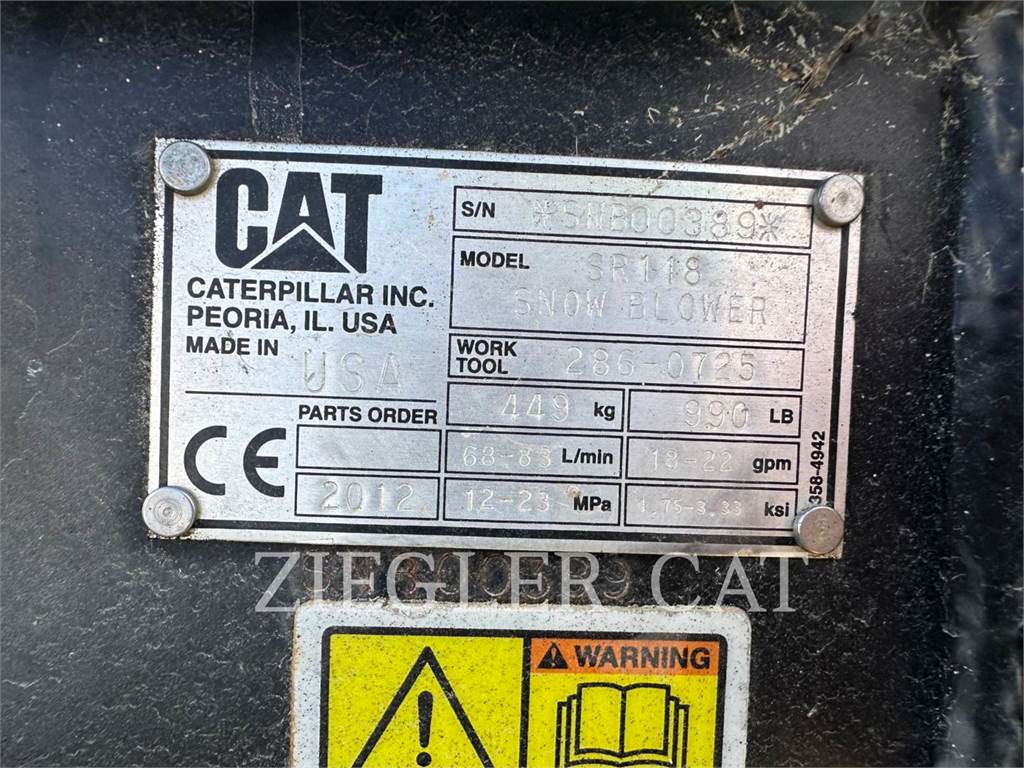 CAT
CATERPILLAR INC.
PEORIA, IL. USA
MADE IN USA
S/N *SNB00389*
MODEL SR118
SNOW BLOWER
WORK TOOL 286-0725
PARTS ORDER
449 kg 990 LB
68-83 L/min 18-22 gpm
CE
2012 12-23 MPa 1.75-3.33 ksi
358-4942
ZIEGLER CAT
WARNING